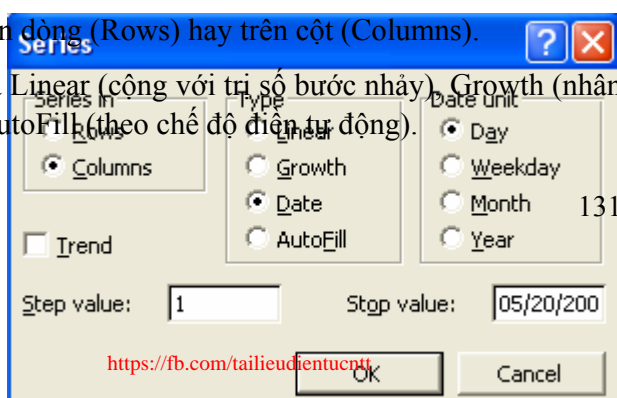 n dòng (Rows) hay trên cột (Columns).
Series
Linear (cộng với trị số bước nhảy), Growth (nhân
Series in Type Date unit
utoFill (theo chế độ điền tự động).
Rows Linear Day
Columns Growth Weekday
Date Month 131
Trend AutoFill Year
Step value: 1 Stop value: 05/20/200
https://fb.com/tailieudientucntt
OK Cancel